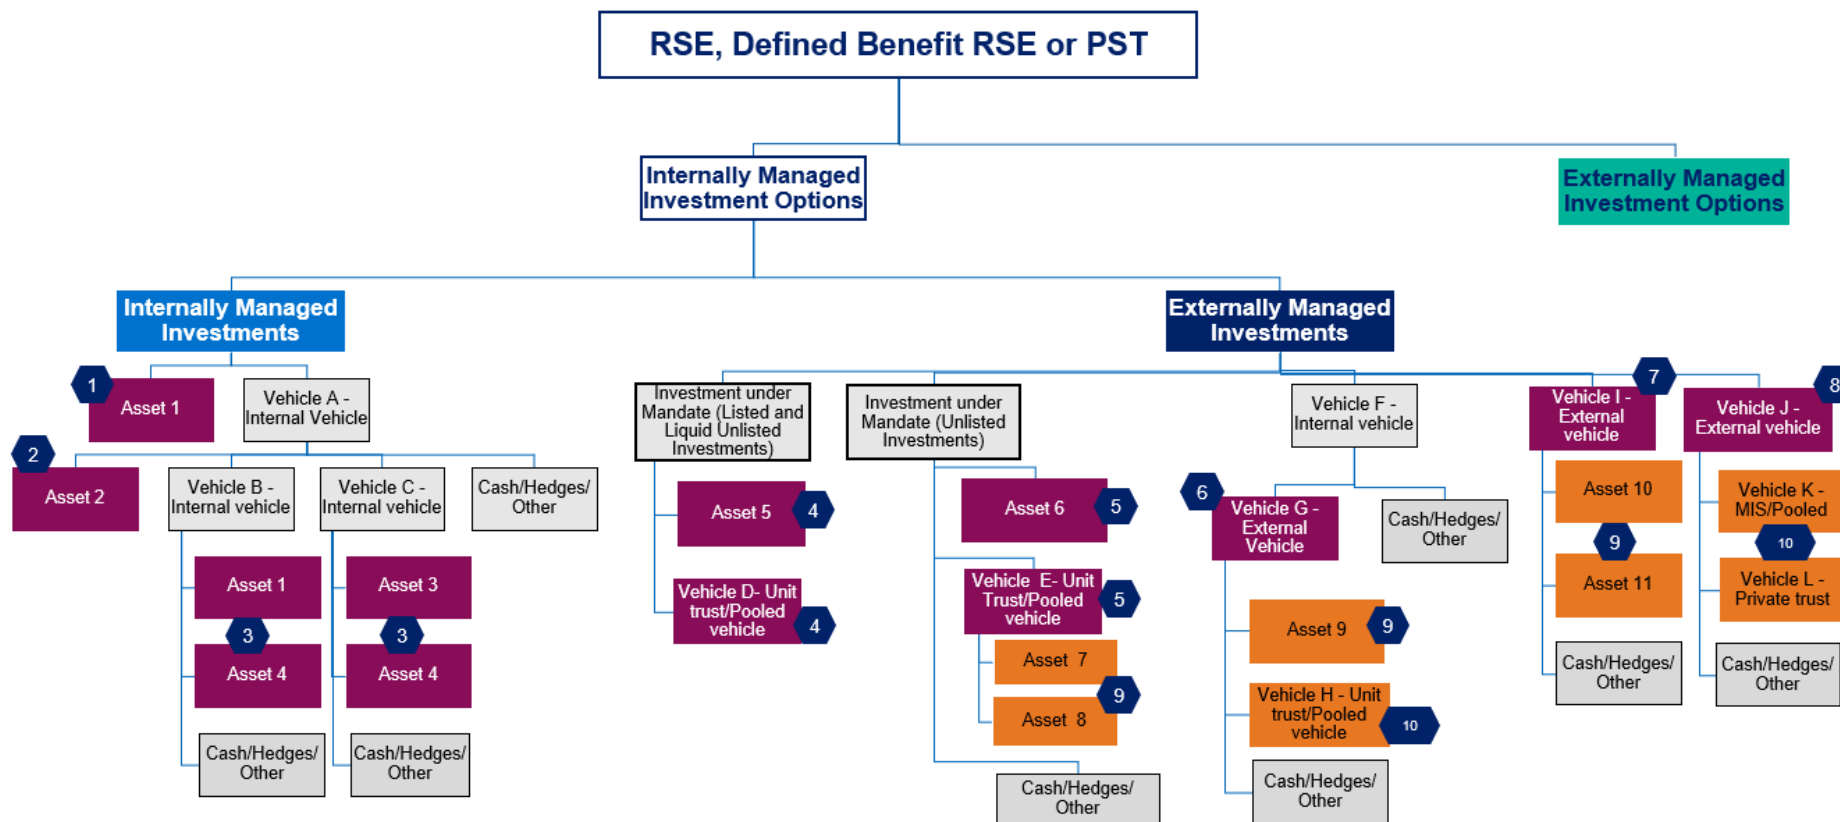 RSE, Defined Benefit RSE or PST
Internally Managed
Investment Options
Externally Managed
Investment Options
Internally Managed
Investments
Externally Managed
Investments
1
Asset 1
Vehicle A -
Internal Vehicle
2
Asset 2
Vehicle B -
Internal vehicle
Vehicle C -
Internal vehicle
Cash/Hedges/
Other
Asset 1
3
Asset 4
Cash/Hedges/
Other
Asset 3
3
Asset 4
Cash/Hedges/
Other
Investment under
Mandate (Listed and
Liquid Unlisted
Investments)
Asset 5
4
Vehicle D- Unit
trust/Pooled
vehicle
4
Investment under
Mandate (Unlisted
Investments)
Asset 6
5
Vehicle E- Unit
Trust/Pooled
vehicle
5
Asset 7
9
Asset 8
Cash/Hedges/
Other
Vehicle F -
Internal vehicle
6
Vehicle G -
External
Vehicle
Cash/Hedges/
Other
Asset 9
9
Vehicle H - Unit
trust/Pooled
vehicle
10
Cash/Hedges/
Other
7
Vehicle I -
External
vehicle
Asset 10
9
Asset 11
Cash/Hedges/
Other
8
Vehicle J -
External vehicle
Vehicle K -
MIS/Pooled
10
Vehicle L -
Private trust
Cash/Hedges/
Other